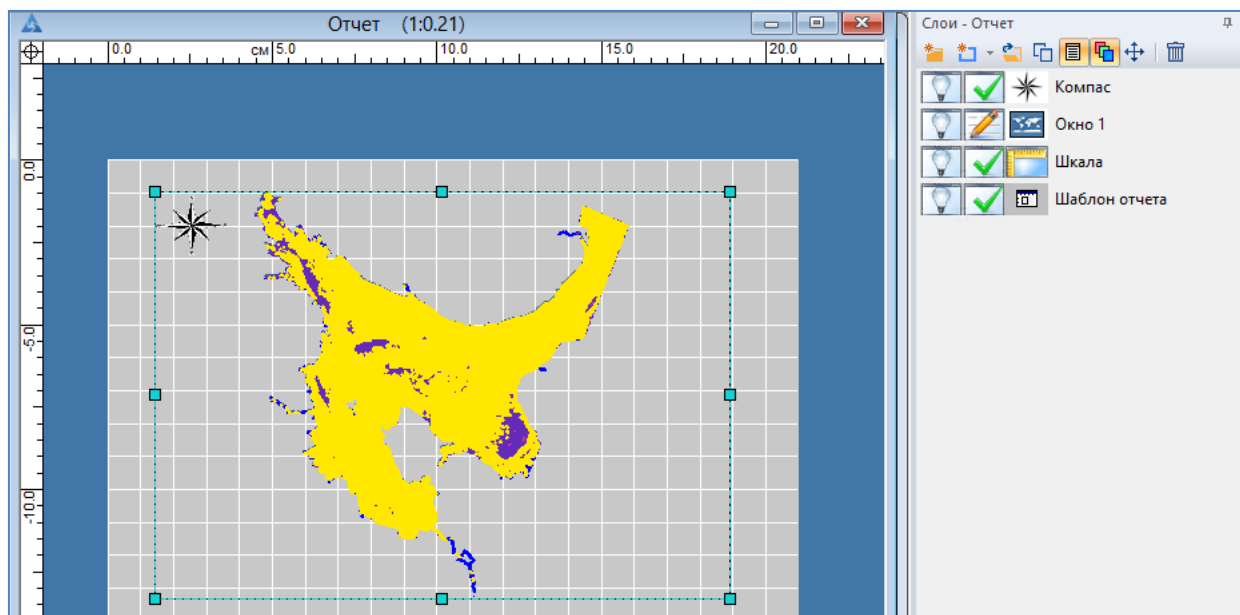 Отчет (1:0.21)
Слои - Отчет
0.0 см 5.0 10.0 15.0 20.0
Компас
Окно 1
Шкала
Шаблон отчета
0.0
-5.0
-10.0